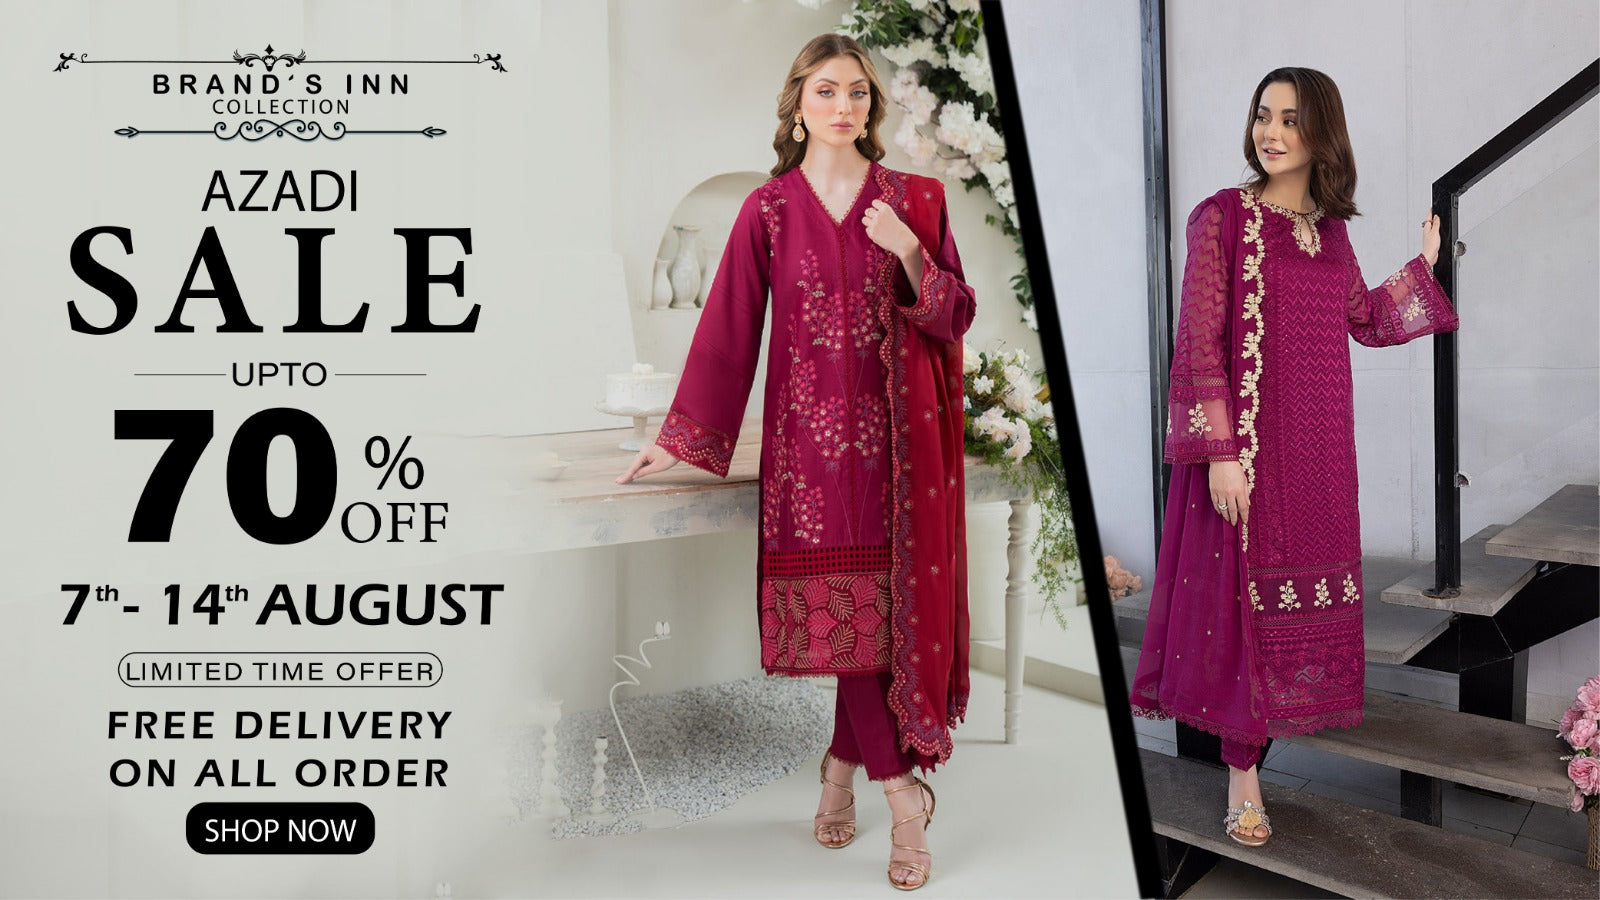 BRAND´S INN
COLLECTION
AZADI
SALE
UPTO
70%
OFF
7th - 14th AUGUST
LIMITED TIME OFFER
FREE DELIVERY
ON ALL ORDER
SHOP NOW